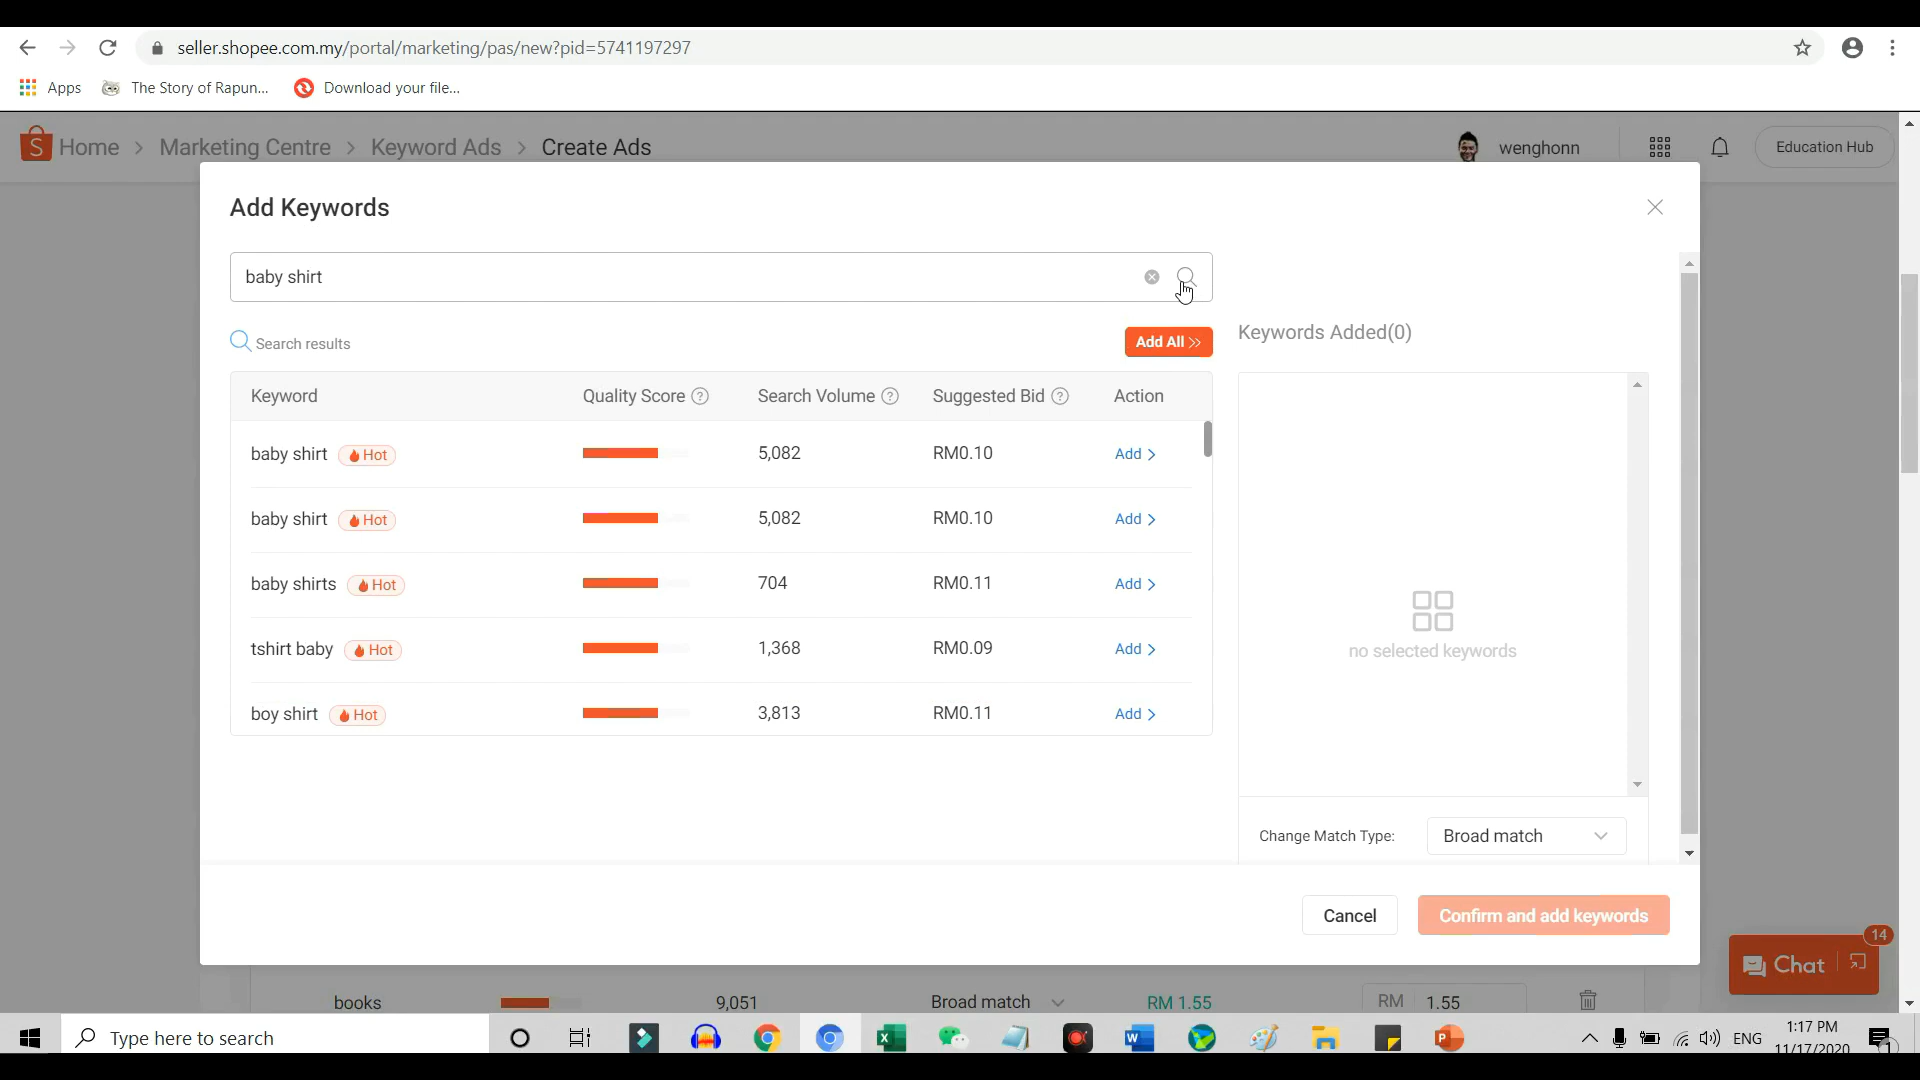 seller.shopee.com.my/portal/marketing/pas/new?pid=5741197297
Apps The Story of Rapun... Download your file...
Home > Marketing Centre > Keyword Ads > Create Ads wenghonn Education Hub
Add Keywords
baby shirt
Search results Add All >> Keywords Added(0)
Keyword Quality Score ? Search Volume ? Suggested Bid ? Action
baby shirt Hot 5,082 RM0.10 Add >
baby shirt Hot 5,082 RM0.10 Add >
baby shirts Hot 704 RM0.11 Add >
tshirt baby Hot 1,368 RM0.09 Add >
no selected keywords
boy shirt Hot 3,813 RM0.11 Add >
Change Match Type: Broad match
Cancel Confirm and add keywords
14
Chat
books 9,051 Broad match RM 1.55 RM 1.55
Type here to search ENG 1:17 PM
11/17/2020 1